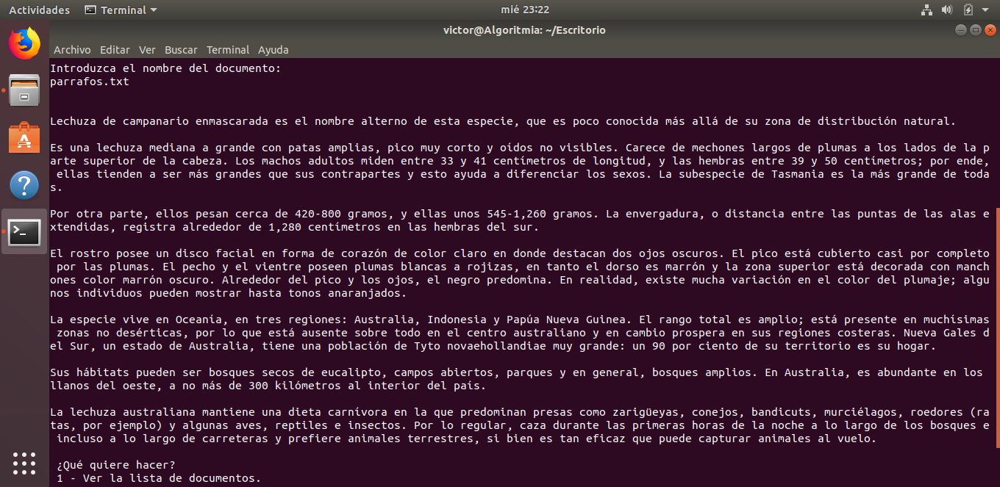 Actividades Terminal mié 23:22
victor@Algoritmia: ~/Escritorio
Archivo Editar Ver Buscar Terminal Ayuda
Introduzca el nombre del documento:
parrafos.txt
Lechuza de campanario enmascarada es el nombre alterno de esta especie, que es poco conocida más allá de su zona de distribución natural.
Es una lechuza mediana a grande con patas amplias, pico muy corto y oídos no visibles. Carece de mechones largos de plumas a los lados de la p
arte superior de la cabeza. Los machos adultos miden entre 33 y 41 centímetros de longitud, y las hembras entre 39 y 50 centímetros; por ende,
ellas tienden a ser más grandes que sus contrapartes y esto ayuda a diferenciar los sexos. La subespecie de Tasmania es la más grande de toda
s.
Por otra parte, ellos pesan cerca de 420-800 gramos, y ellas unos 545-1,260 gramos. La envergadura, o distancia entre las puntas de las alas e
xtendidas, registra alrededor de 1,280 centímetros en las hembras del sur.
El rostro posee un disco facial en forma de corazón de color claro en donde destacan dos ojos oscuros. El pico está cubierto casi por completo
por las plumas. El pecho y el vientre poseen plumas blancas a rojizas, en tanto el dorso es marrón y la zona superior está decorada con manch
ones color marrón oscuro. Alrededor del pico y los ojos, el negro predomina. En realidad, existe mucha variación en el color del plumaje; algu
nos individuos pueden mostrar hasta tonos anaranjados.
La especie vive en Oceanía, en tres regiones: Australia, Indonesia y Papúa Nueva Guinea. El rango total es amplio; está presente en muchísimas
zonas no desérticas, por lo que está ausente sobre todo en el centro australiano y en cambio prospera en sus regiones costeras. Nueva Gales d
el Sur, un estado de Australia, tiene una población de Tyto novaehollandiae muy grande: un 90 por ciento de su territorio es su hogar.
Sus hábitats pueden ser bosques secos de eucalipto, campos abiertos, parques y en general, bosques amplios. En Australia, es abundante en los
llanos del oeste, a no más de 300 kilómetros al interior del país.
La lechuza australiana mantiene una dieta carnívora en la que predominan presas como zarigüeyas, conejos, bandicuts, murciélagos, roedores (ra
tas, por ejemplo) y algunas aves, reptiles e insectos. Por lo regular, caza durante las primeras horas de la noche a lo largo de los bosques e
incluso a lo largo de carreteras y prefiere animales terrestres, si bien es tan eficaz que puede capturar animales al vuelo.
¿Qué quiere hacer?
1 - Ver la lista de documentos.